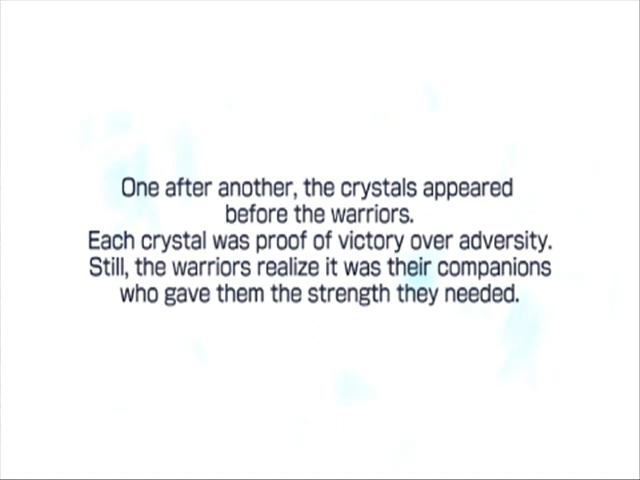 One after another, the crystals appeared
before the warriors.
Each crystal was proof of victory over adversity.
Still, the warriors realize it was their companions
who gave them the strength they needed.